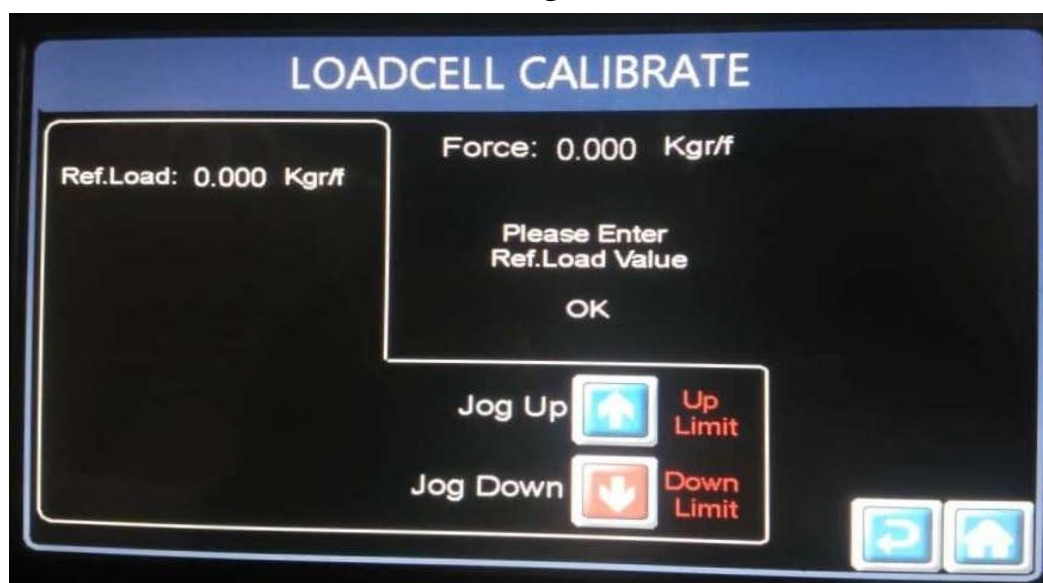 LOADCELL CALIBRATE
Ref.Load: 0.000 Kgr/f
Force: 0.000 Kgr/f
Please Enter
Ref.Load Value
OK
Jog Up
Up
Limit
Jog Down
Down
Limit